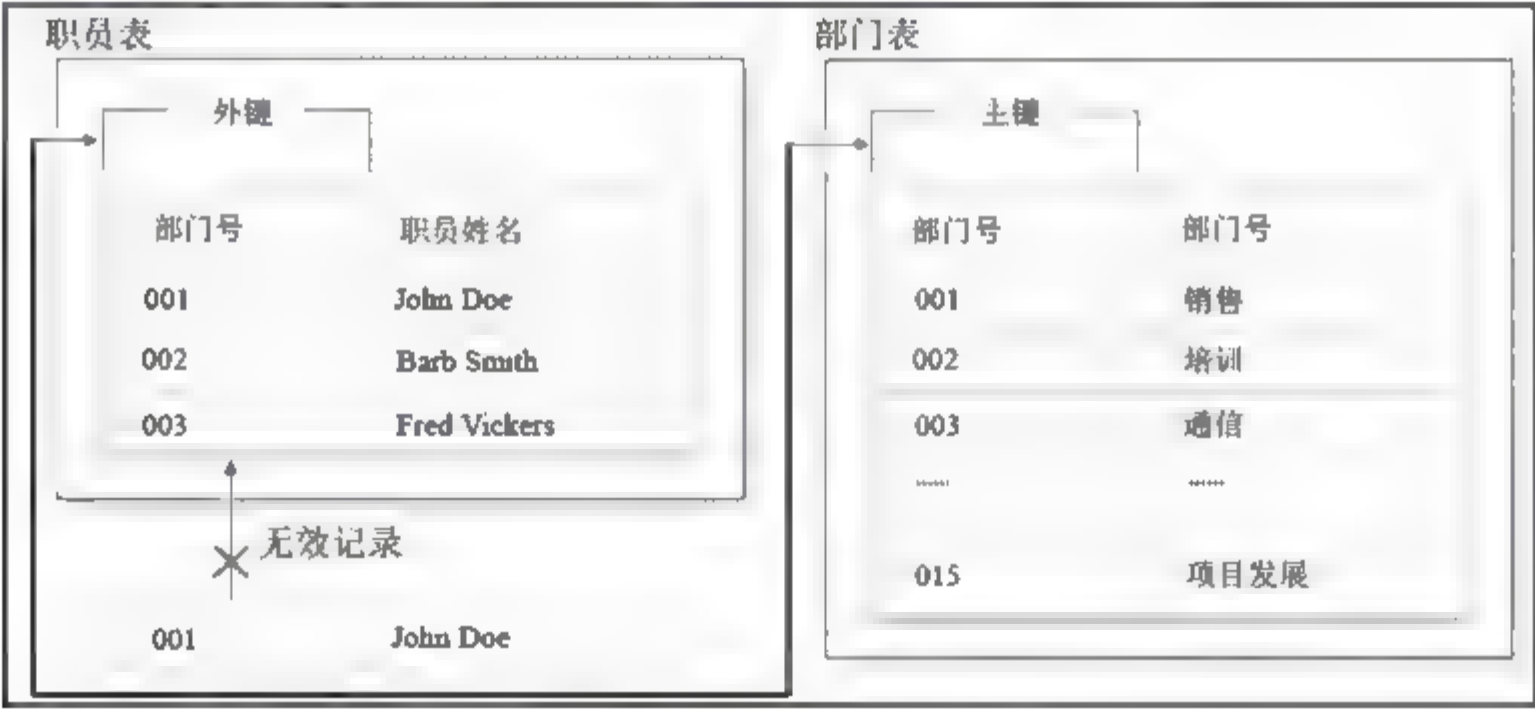 职员表
外键
部门号 职员姓名
001 John Doe
002 Barb Smith
003 Fred Vickers
无效记录
001 John Doe
部门表
主键
部门号 部门号
001 销售
002 培训
003 通信
...... ......
015 项目发展